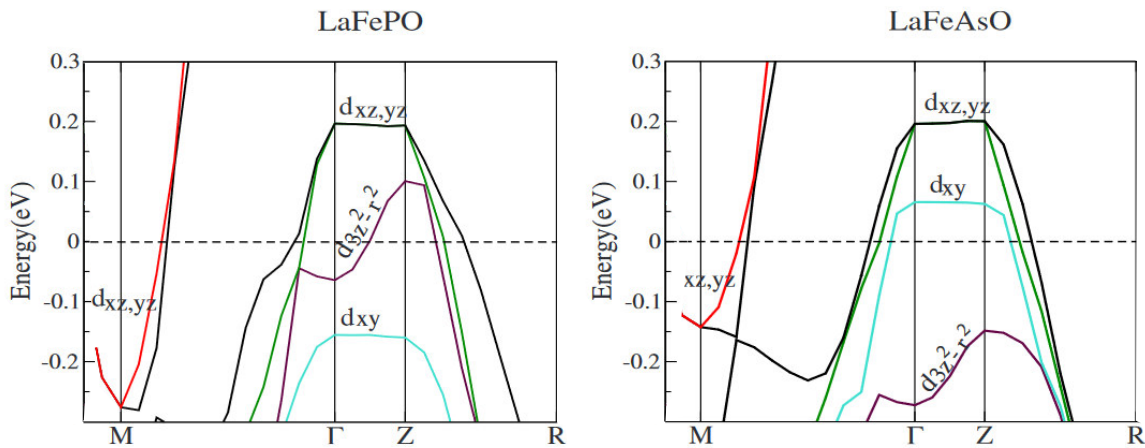 LaFePO
0.3
0.2
0.1
0
-0.1
-0.2
Energy(eV)
dxz,yz
d3z²-r²
dxz,yz
dxy
M Γ Z R
LaFeAsO
0.3
0.2
0.1
0
-0.1
-0.2
Energy(eV)
dxz,yz
dxy
xz,yz
d3z²-r²
M Γ Z R